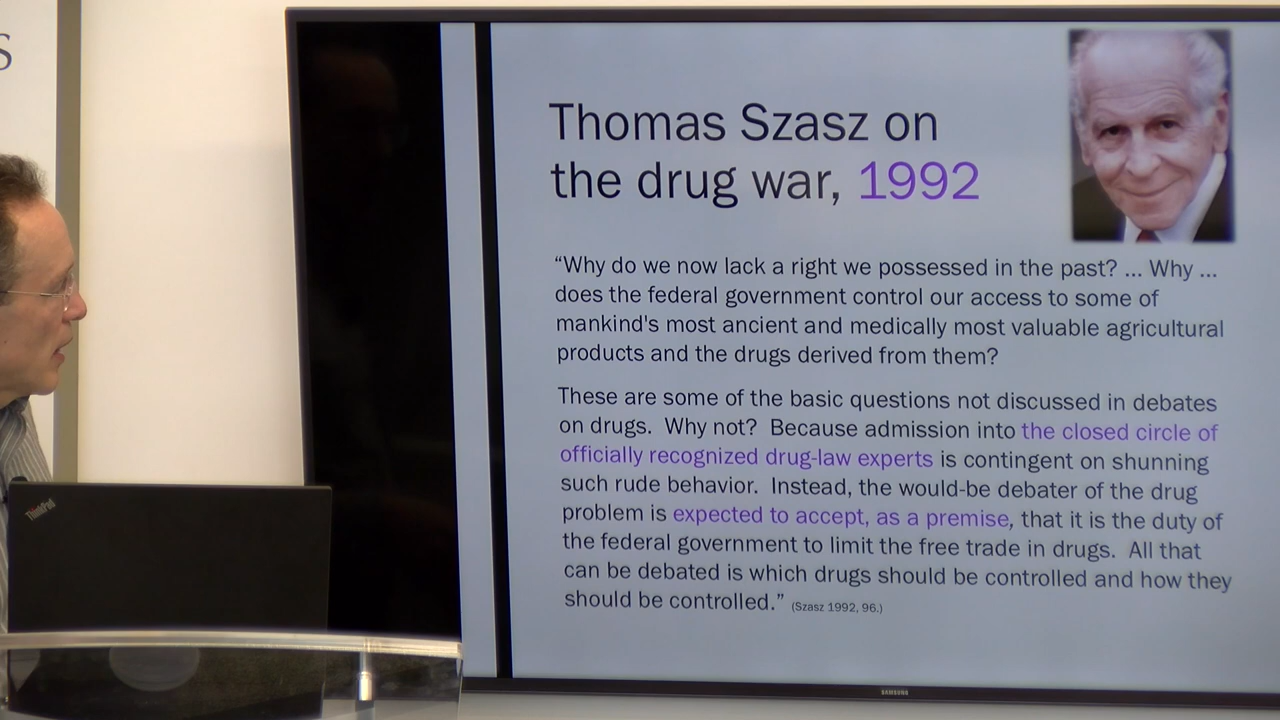 S
Thomas Szasz on
the drug war, 1992
“Why do we now lack a right we possessed in the past? ... Why ...
does the federal government control our access to some of
mankind's most ancient and medically most valuable agricultural
products and the drugs derived from them?
These are some of the basic questions not discussed in debates
on drugs.  Why not?  Because admission into the closed circle of
officially recognized drug-law experts is contingent on shunning
such rude behavior.  Instead, the would-be debater of the drug
problem is expected to accept, as a premise, that it is the duty of
the federal government to limit the free trade in drugs.  All that
can be debated is which drugs should be controlled and how they
should be controlled.” (Szasz 1992, 96.)
ThinkPad
SAMSUNG